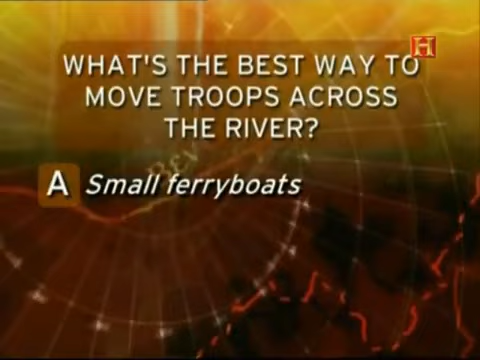 H
WHAT'S THE BEST WAY TO
MOVE TROOPS ACROSS
THE RIVER?
A Small ferryboats